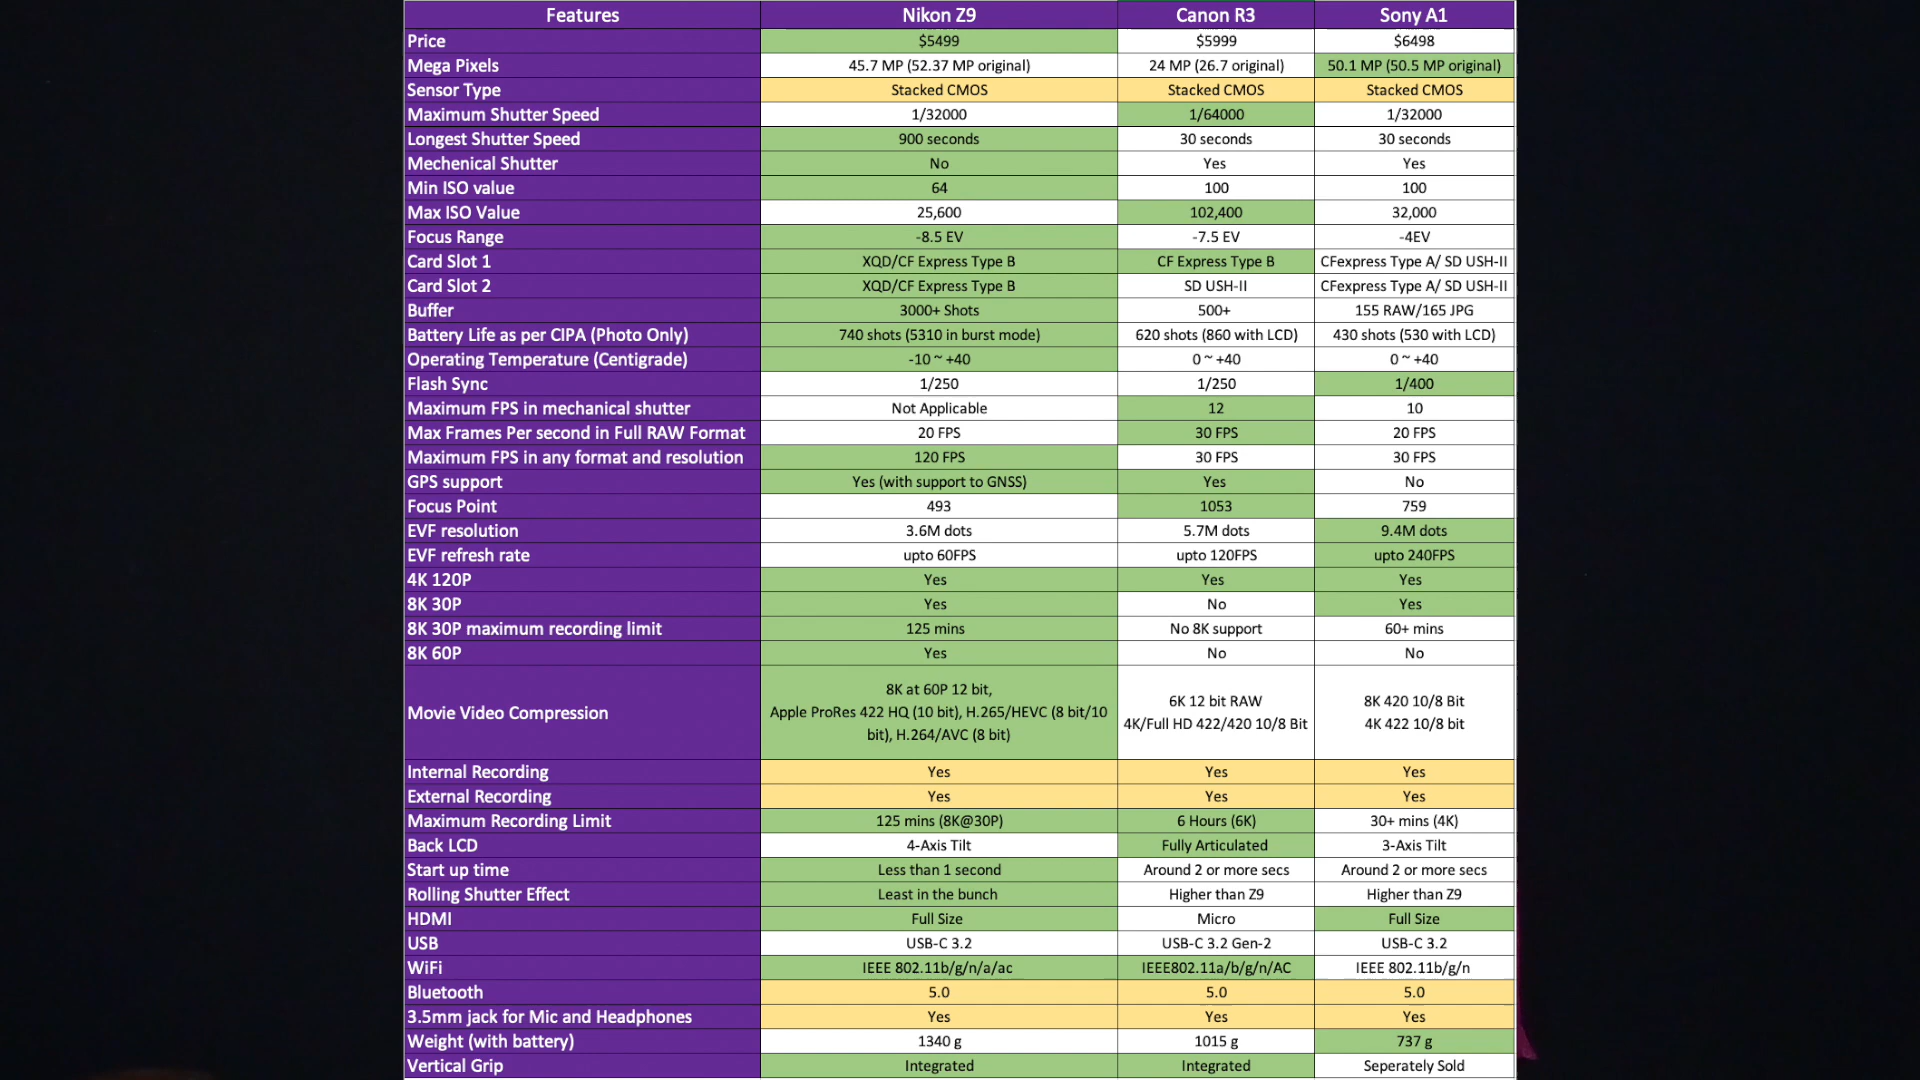 Features Nikon Z9 Canon R3 Sony A1
Price $5499 $5999 $6498
Mega Pixels 45.7 MP (52.37 MP original) 24 MP (26.7 original) 50.1 MP (50.5 MP original)
Sensor Type Stacked CMOS Stacked CMOS Stacked CMOS
Maximum Shutter Speed 1/32000 1/64000 1/32000
Longest Shutter Speed 900 seconds 30 seconds 30 seconds
Mechenical Shutter No Yes Yes
Min ISO value 64 100 100
Max ISO Value 25,600 102,400 32,000
Focus Range -8.5 EV -7.5 EV -4EV
Card Slot 1 XQD/CF Express Type B CF Express Type B CFexpress Type A/ SD USH-II
Card Slot 2 XQD/CF Express Type B SD USH-II CFexpress Type A/ SD USH-II
Buffer 3000+ Shots 500+ 155 RAW/165 JPG
Battery Life as per CIPA (Photo Only) 740 shots (5310 in burst mode) 620 shots (860 with LCD) 430 shots (530 with LCD)
Operating Temperature (Centigrade) -10 ~ +40 0 ~ +40 0 ~ +40
Flash Sync 1/250 1/250 1/400
Maximum FPS in mechanical shutter Not Applicable 12 10
Max Frames Per second in Full RAW Format 20 FPS 30 FPS 20 FPS
Maximum FPS in any format and resolution 120 FPS 30 FPS 30 FPS
GPS support Yes (with support to GNSS) Yes No
Focus Point 493 1053 759
EVF resolution 3.6M dots 5.7M dots 9.4M dots
EVF refresh rate upto 60FPS upto 120FPS upto 240FPS
4K 120P Yes Yes Yes
8K 30P Yes No Yes
8K 30P maximum recording limit 125 mins No 8K support 60+ mins
8K 60P Yes No No
Movie Video Compression
8K at 60P 12 bit,
Apple ProRes 422 HQ (10 bit), H.265/HEVC (8 bit/10
bit), H.264/AVC (8 bit)
6K 12 bit RAW
4K/Full HD 422/420 10/8 Bit
8K 420 10/8 Bit
4K 422 10/8 bit
Internal Recording Yes Yes Yes
External Recording Yes Yes Yes
Maximum Recording Limit 125 mins (8K@30P) 6 Hours (6K) 30+ mins (4K)
Back LCD 4-Axis Tilt Fully Articulated 3-Axis Tilt
Start up time Less than 1 second Around 2 or more secs Around 2 or more secs
Rolling Shutter Effect Least in the bunch Higher than Z9 Higher than Z9
HDMI Full Size Micro Full Size
USB USB-C 3.2 USB-C 3.2 Gen-2 USB-C 3.2
WiFi IEEE 802.11b/g/n/a/ac IEEE802.11a/b/g/n/AC IEEE 802.11b/g/n
Bluetooth 5.0 5.0 5.0
3.5mm jack for Mic and Headphones Yes Yes Yes
Weight (with battery) 1340 g 1015 g 737 g
Vertical Grip Integrated Integrated Seperately Sold